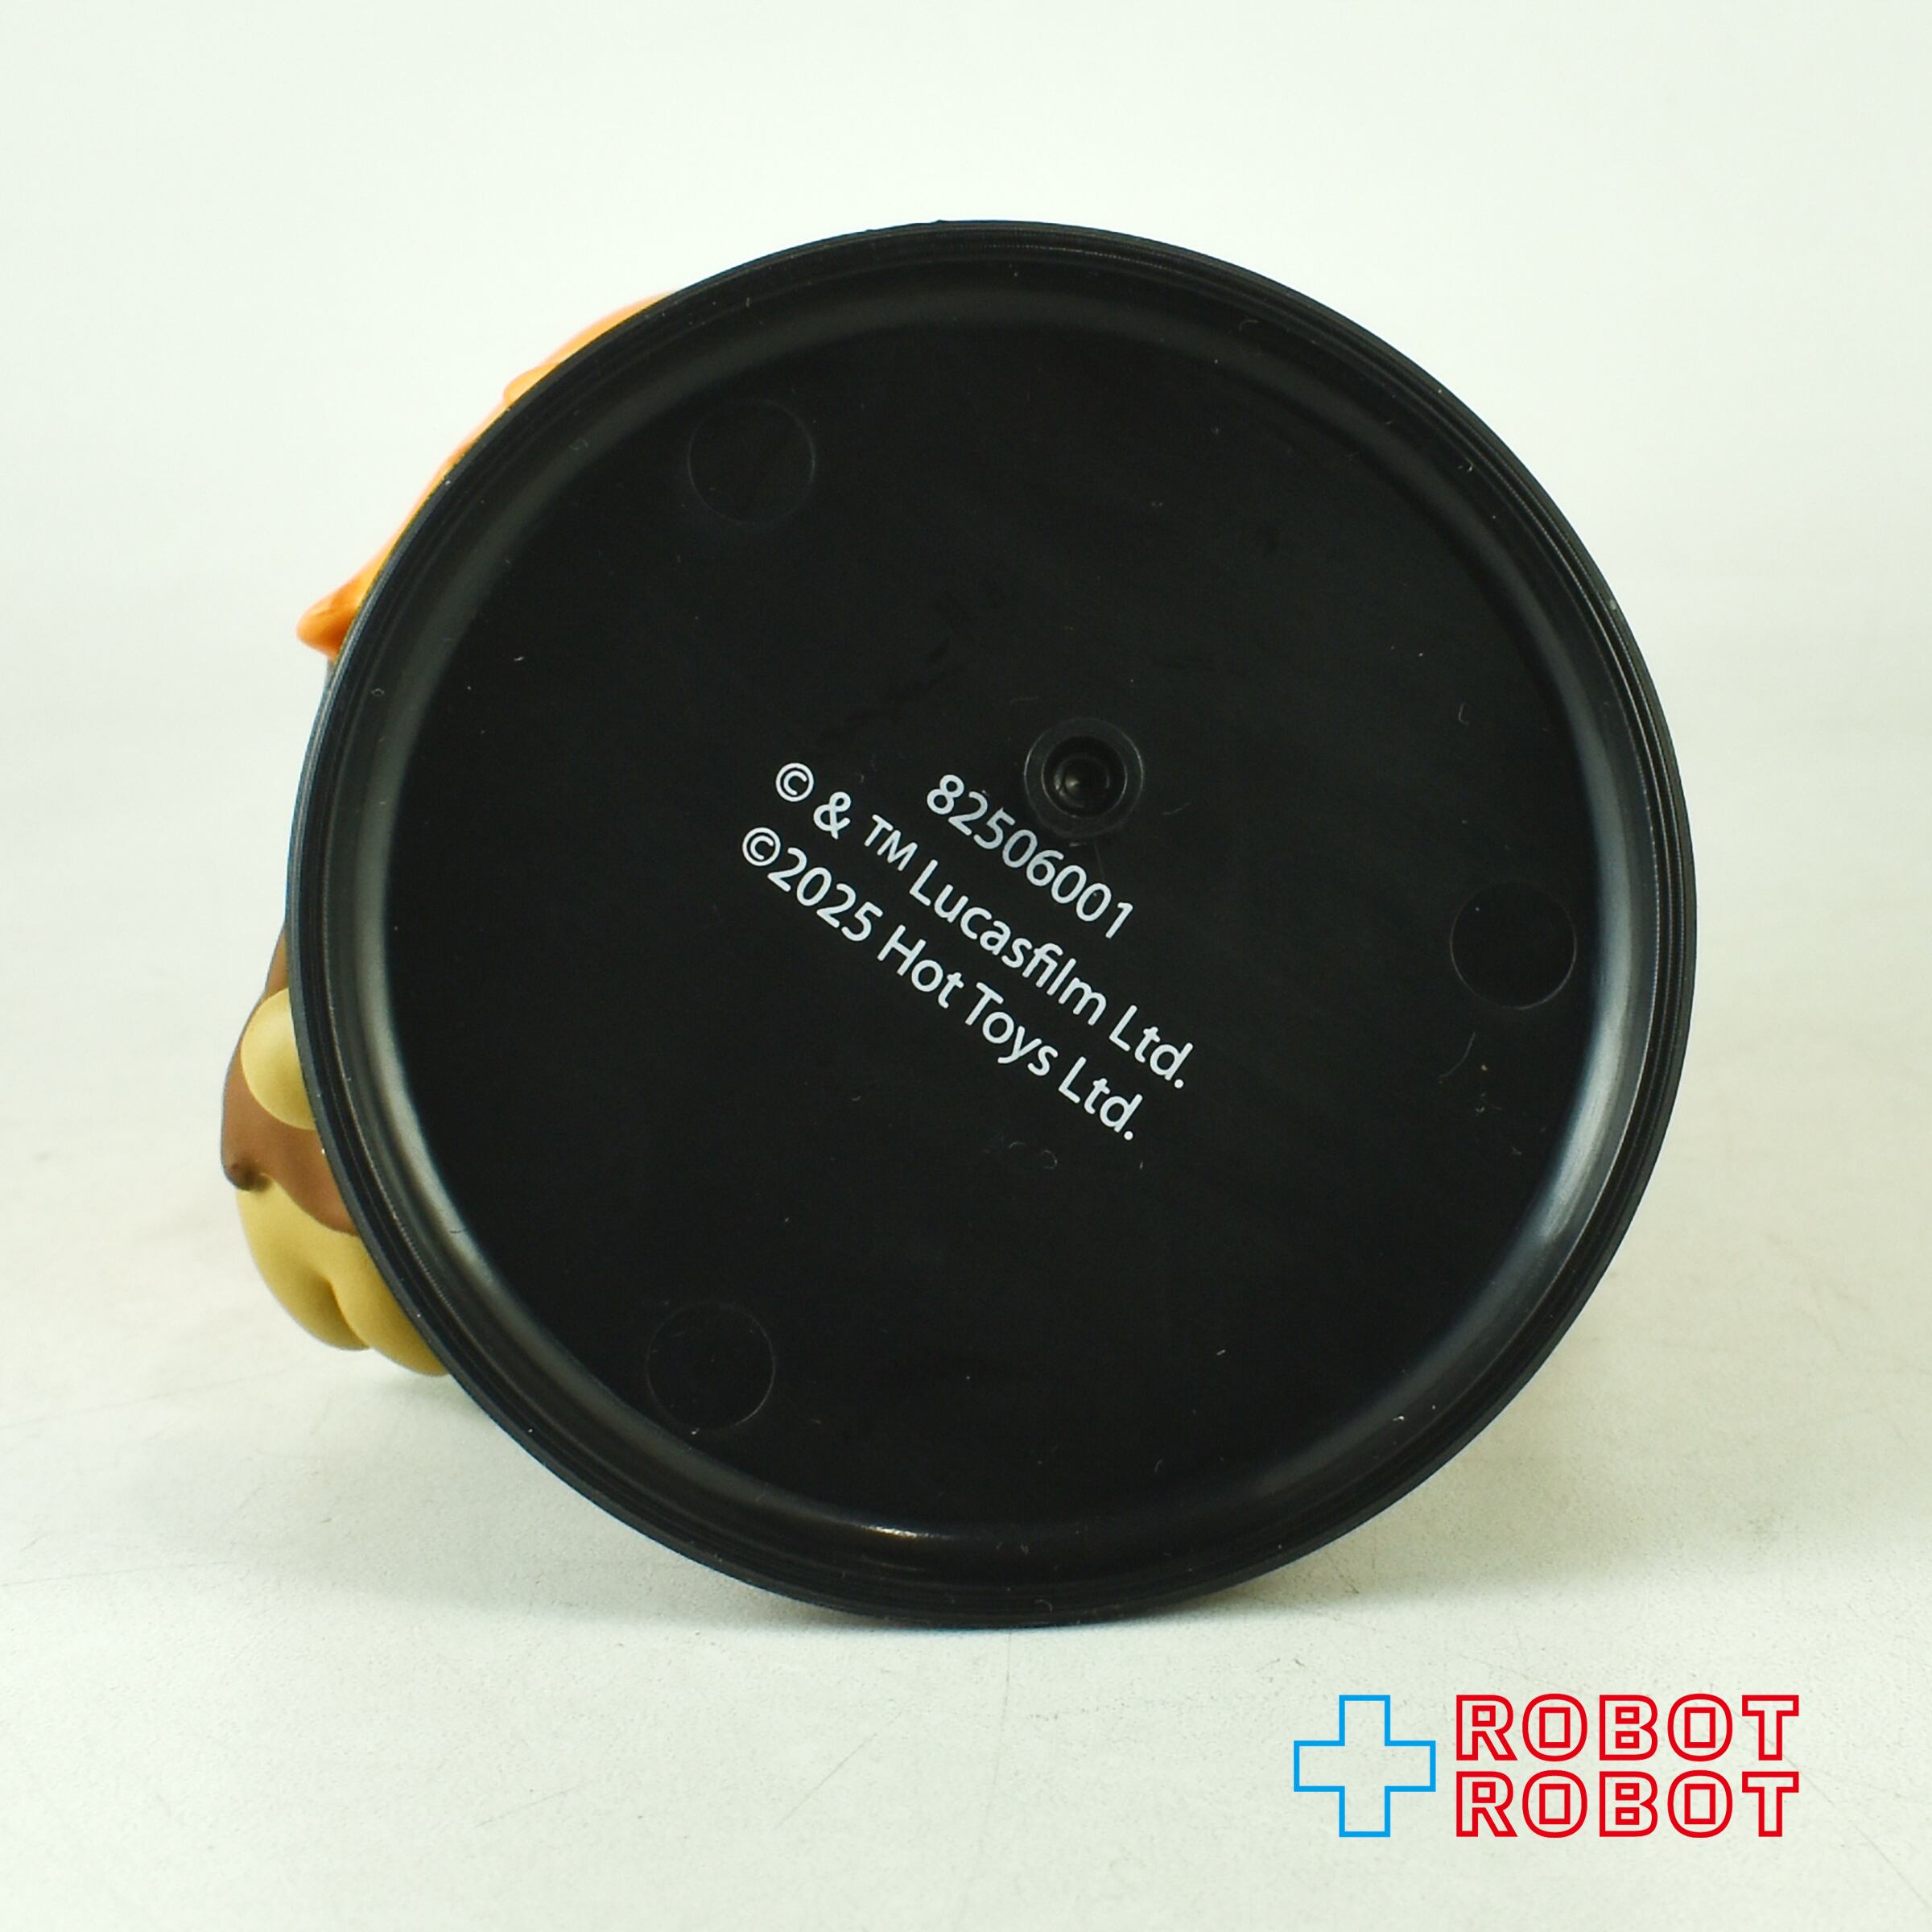 82506001
© & TM Lucasfilm Ltd.
©2025 Hot Toys Ltd.
ROBOT
ROBOT